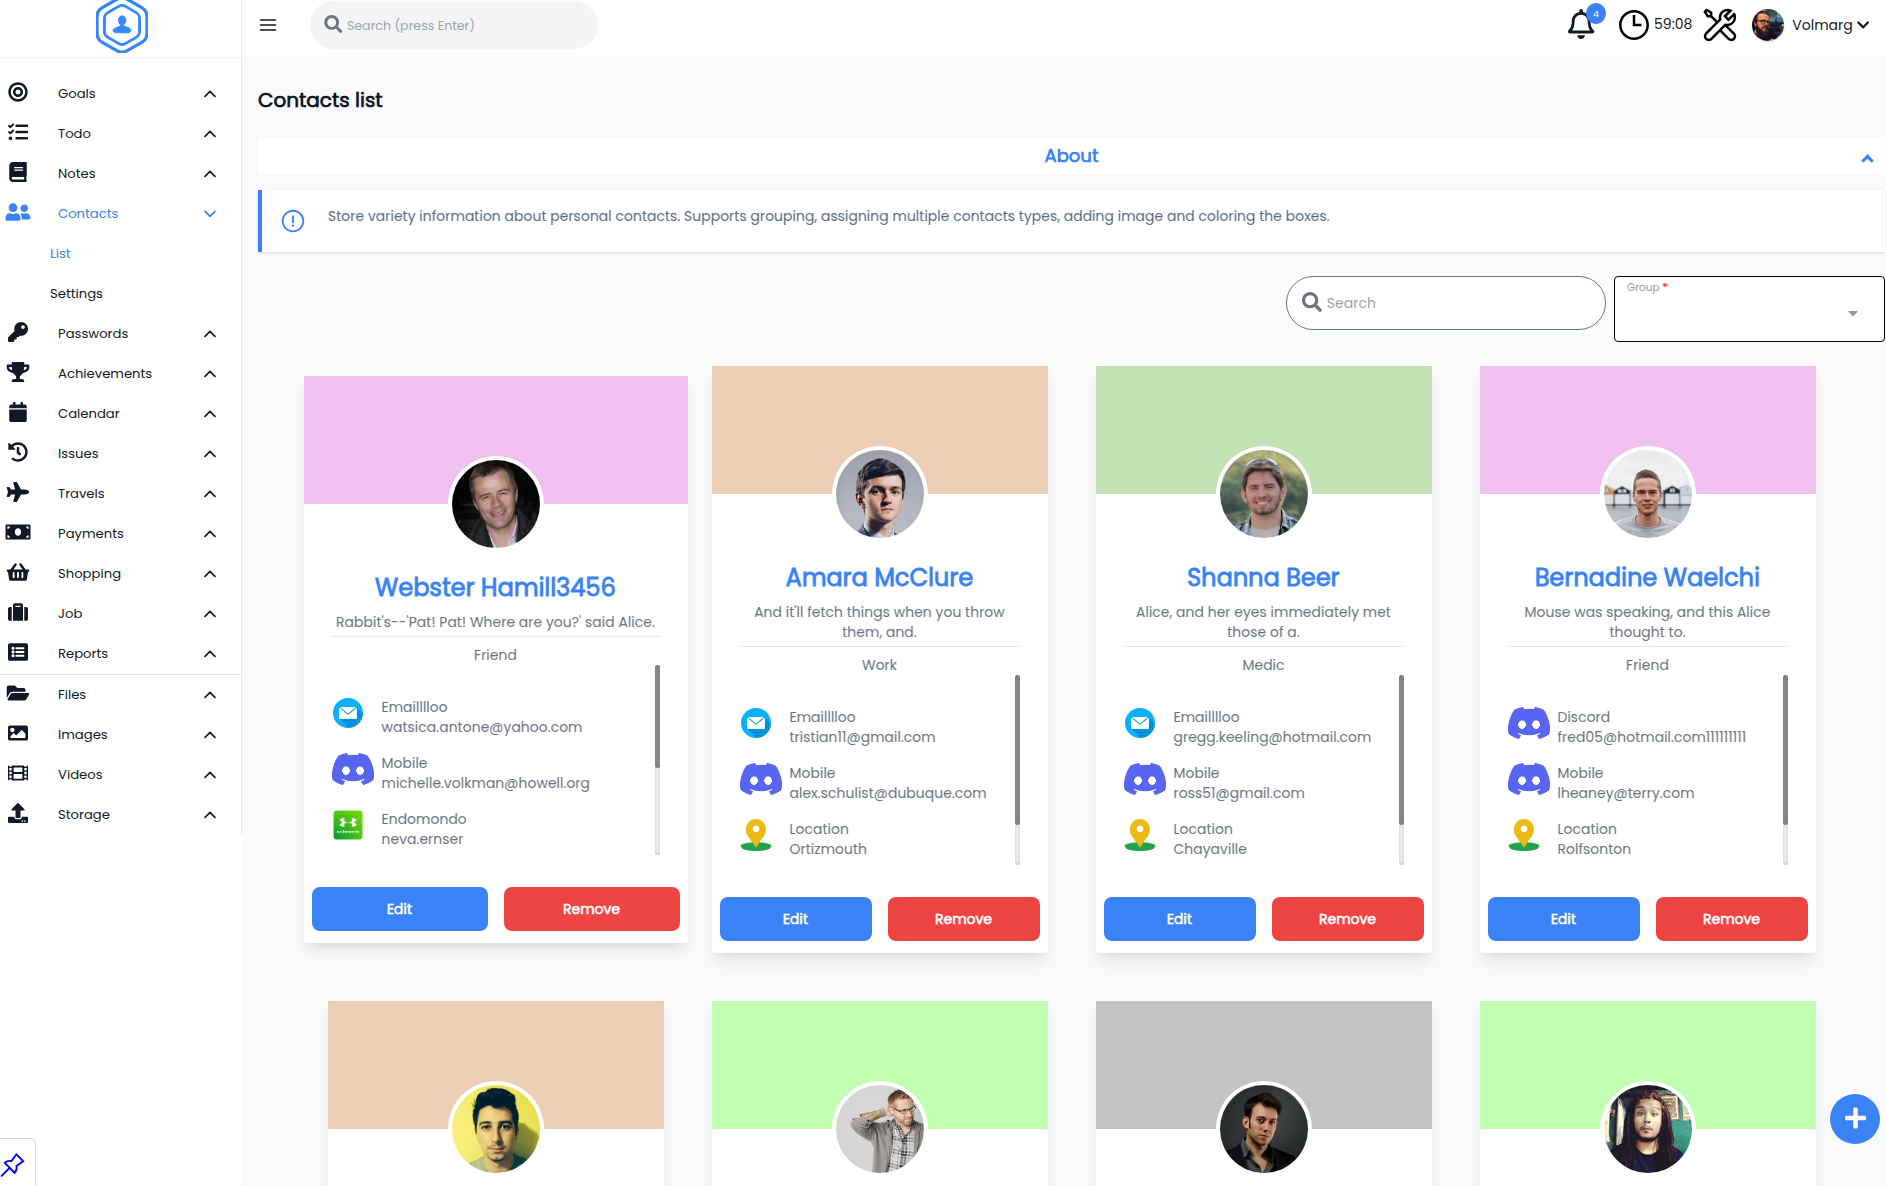 Search (press Enter)
4
59:08
Volmarg
Goals
Todo
Notes
Contacts
List
Settings
Passwords
Achievements
Calendar
Issues
Travels
Payments
Shopping
Job
Reports
Files
Images
Videos
Storage
Contacts list
About
Store variety information about personal contacts. Supports grouping, assigning multiple contacts types, adding image and coloring the boxes.
Search
Group *
Webster Hamill3456
Rabbit's--'Pat! Pat! Where are you?' said Alice.
Friend
Emailllloo
watsica.antone@yahoo.com
Mobile
michelle.volkman@howell.org
Endomondo
neva.ernser
Edit
Remove
Amara McClure
And it'll fetch things when you throw
them, and.
Work
Emailllloo
tristian11@gmail.com
Mobile
alex.schulist@dubuque.com
Location
Ortizmouth
Edit
Remove
Shanna Beer
Alice, and her eyes immediately met
those of a.
Medic
Emailllloo
gregg.keeling@hotmail.com
Mobile
ross51@gmail.com
Location
Chayaville
Edit
Remove
Bernadine Waelchi
Mouse was speaking, and this Alice
thought to.
Friend
Discord
fred05@hotmail.com111111111
Mobile
lheaney@terry.com
Location
Rolfsonton
Edit
Remove